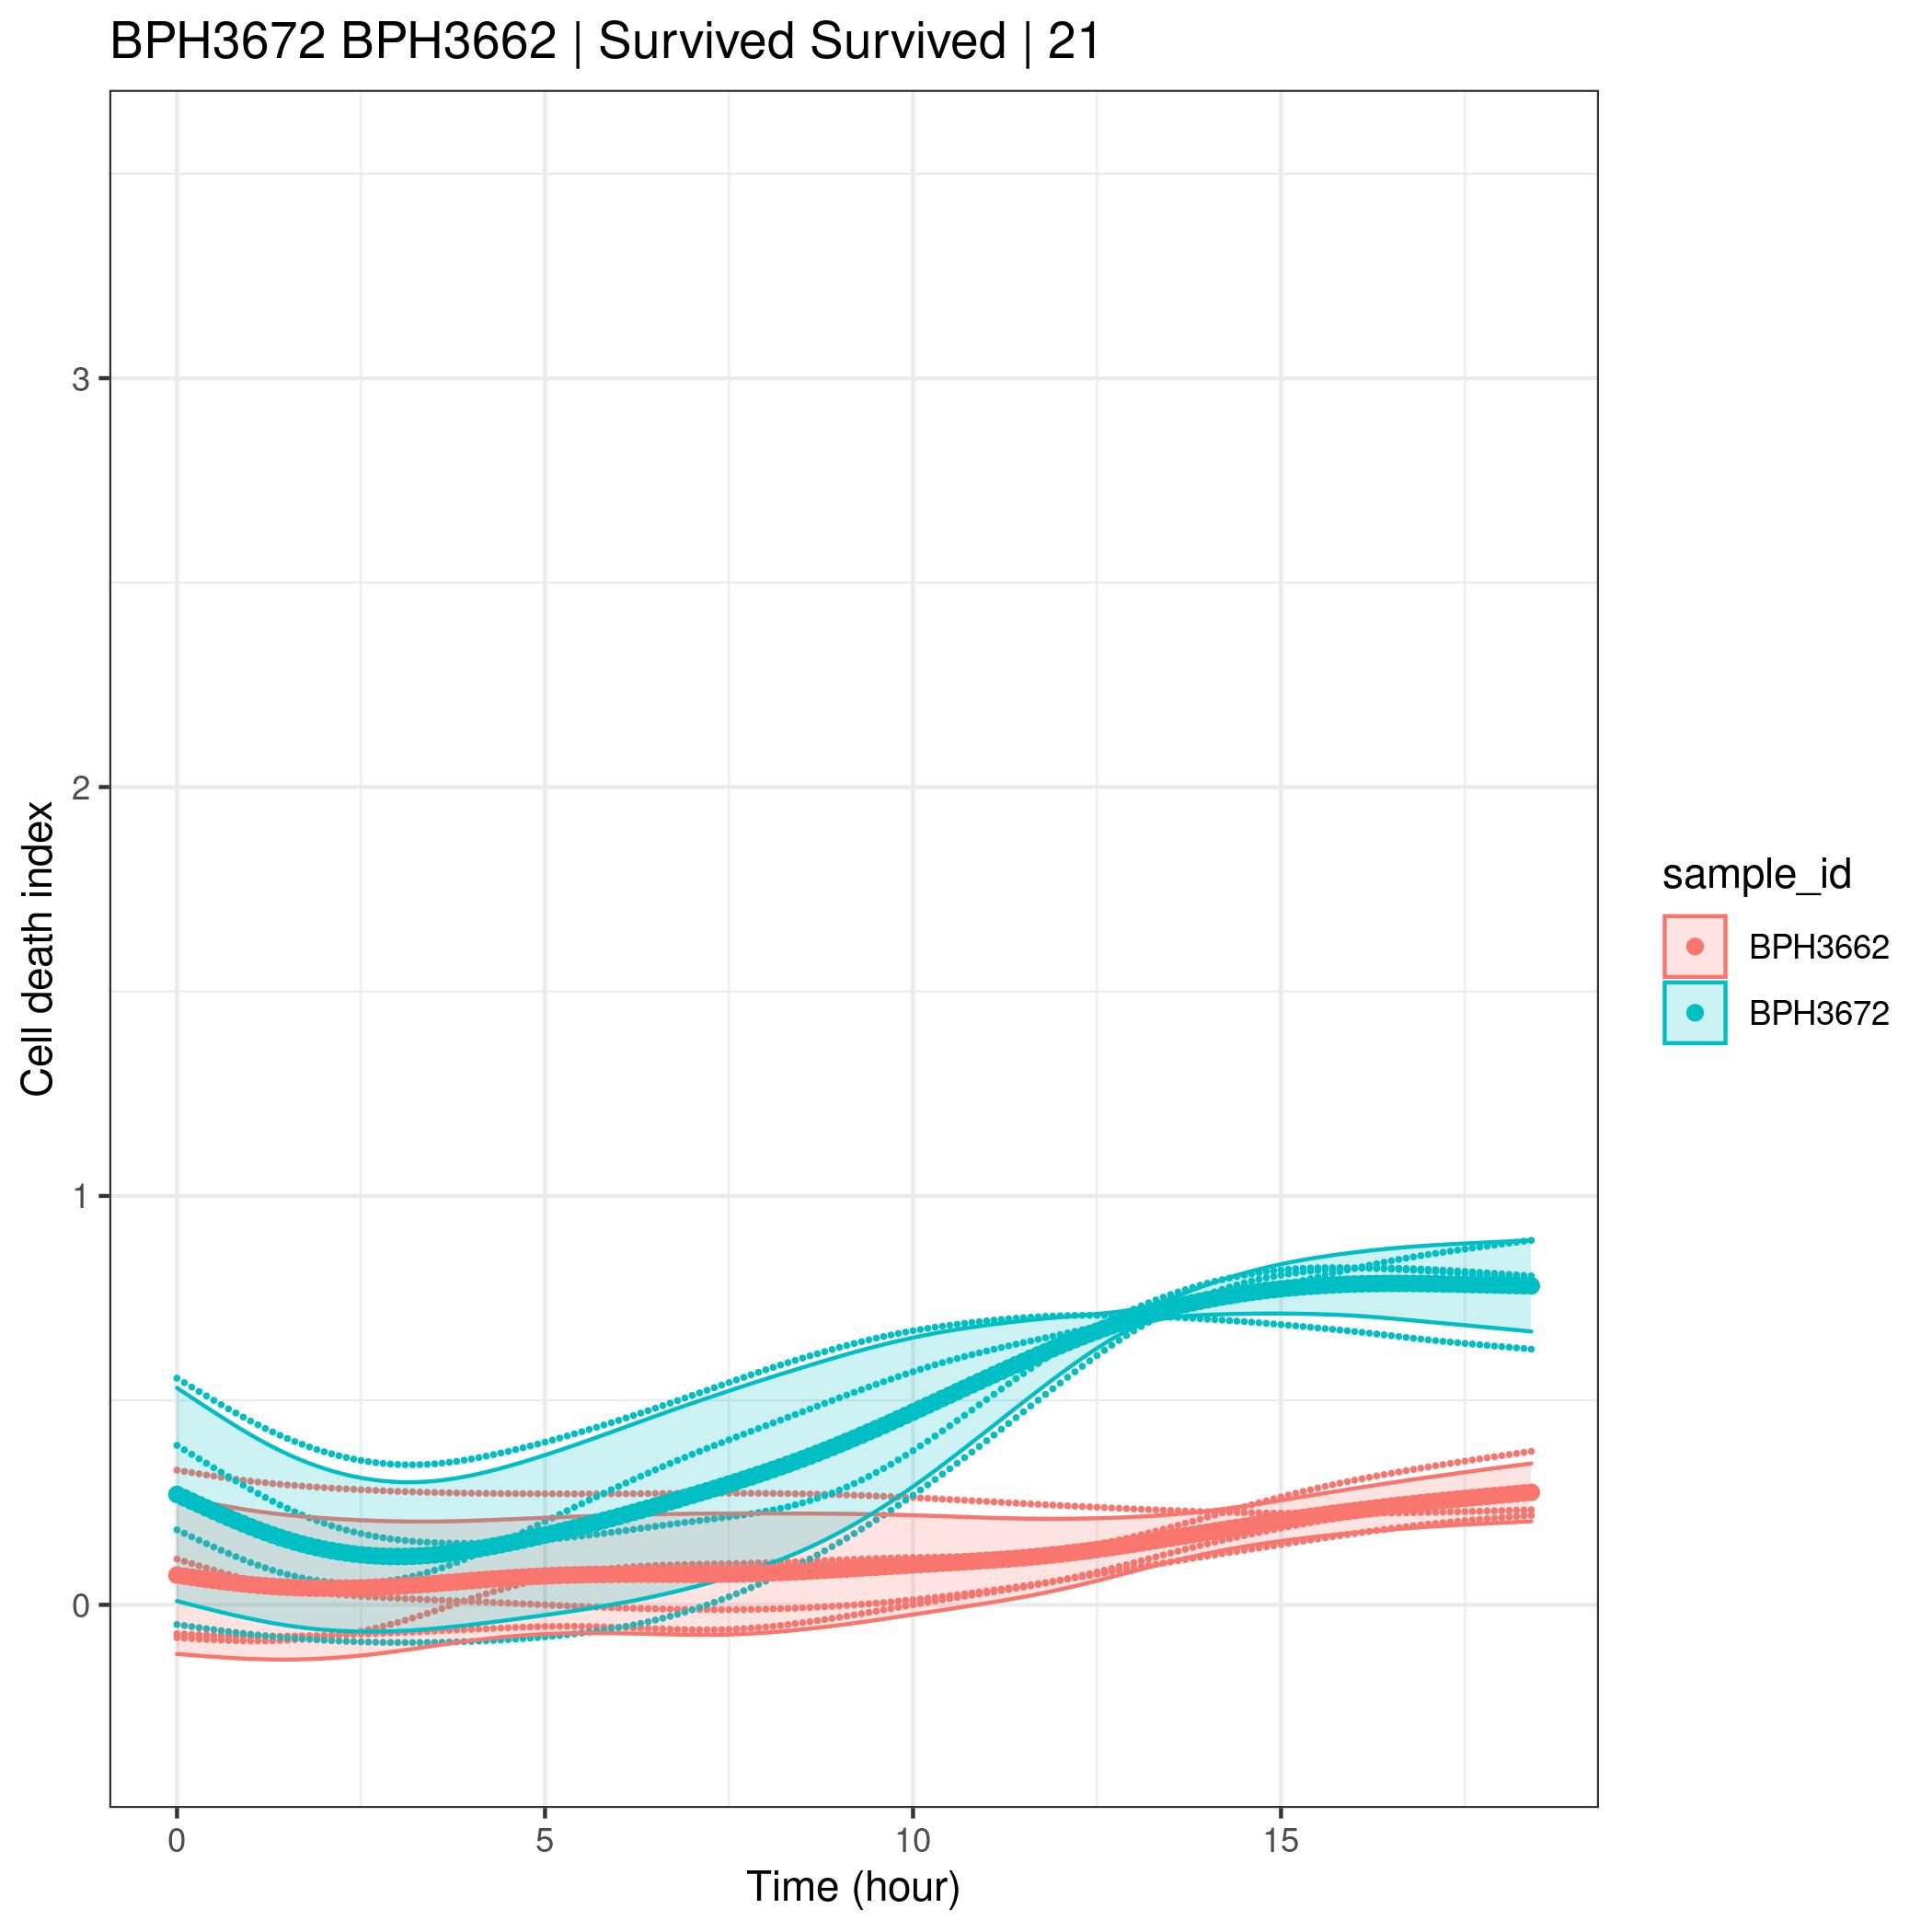 BPH3672 BPH3662 | Survived Survived | 21
Cell death index
3
2
1
0
0 5 10 15
Time (hour)
sample_id
BPH3662
BPH3672